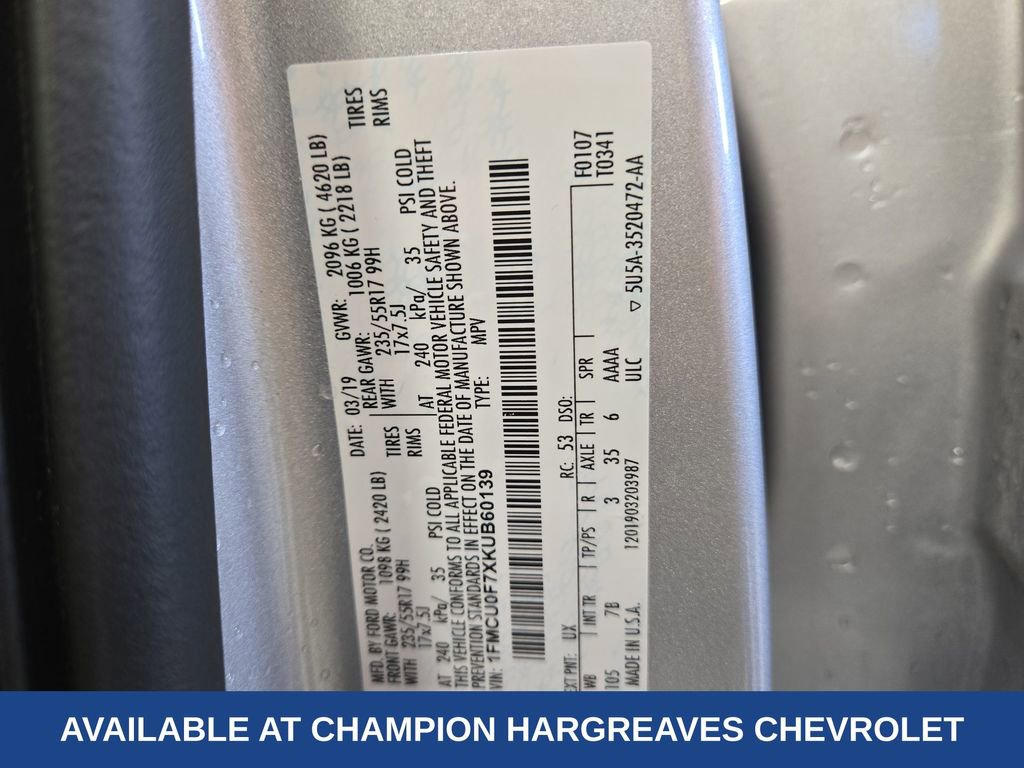 MFD. BY FORD MOTOR CO. DATE: 03/19 GVWR: 2096 KG ( 4620 LB)
FRONT GAWR: 1098 KG ( 2420 LB) REAR GAWR: 1006 KG ( 2218 LB)
WITH 235/55R17 99H TIRES WITH 235/55R17 99H TIRES
17x7.5J RIMS 17x7.5J RIMS
AT 240 kPa/ 35 PSI COLD AT 240 kPa/ 35 PSI COLD
THIS VEHICLE CONFORMS TO ALL APPLICABLE FEDERAL MOTOR VEHICLE SAFETY AND THEFT
PREVENTION STANDARDS IN EFFECT ON THE DATE OF MANUFACTURE SHOWN ABOVE.
VIN: 1FMCU0F7XKUB60139 TYPE: MPV
EXT PNT: UX RC: 53 DSO: F0107
WB INT TR TP/PS R AXLE TR SPR T0341
105 7B 3 35 6 AAAA
MADE IN U.S.A. 1201903203987 ULC ▽ 5U5A-3520472-AA
AVAILABLE AT CHAMPION HARGREAVES CHEVROLET